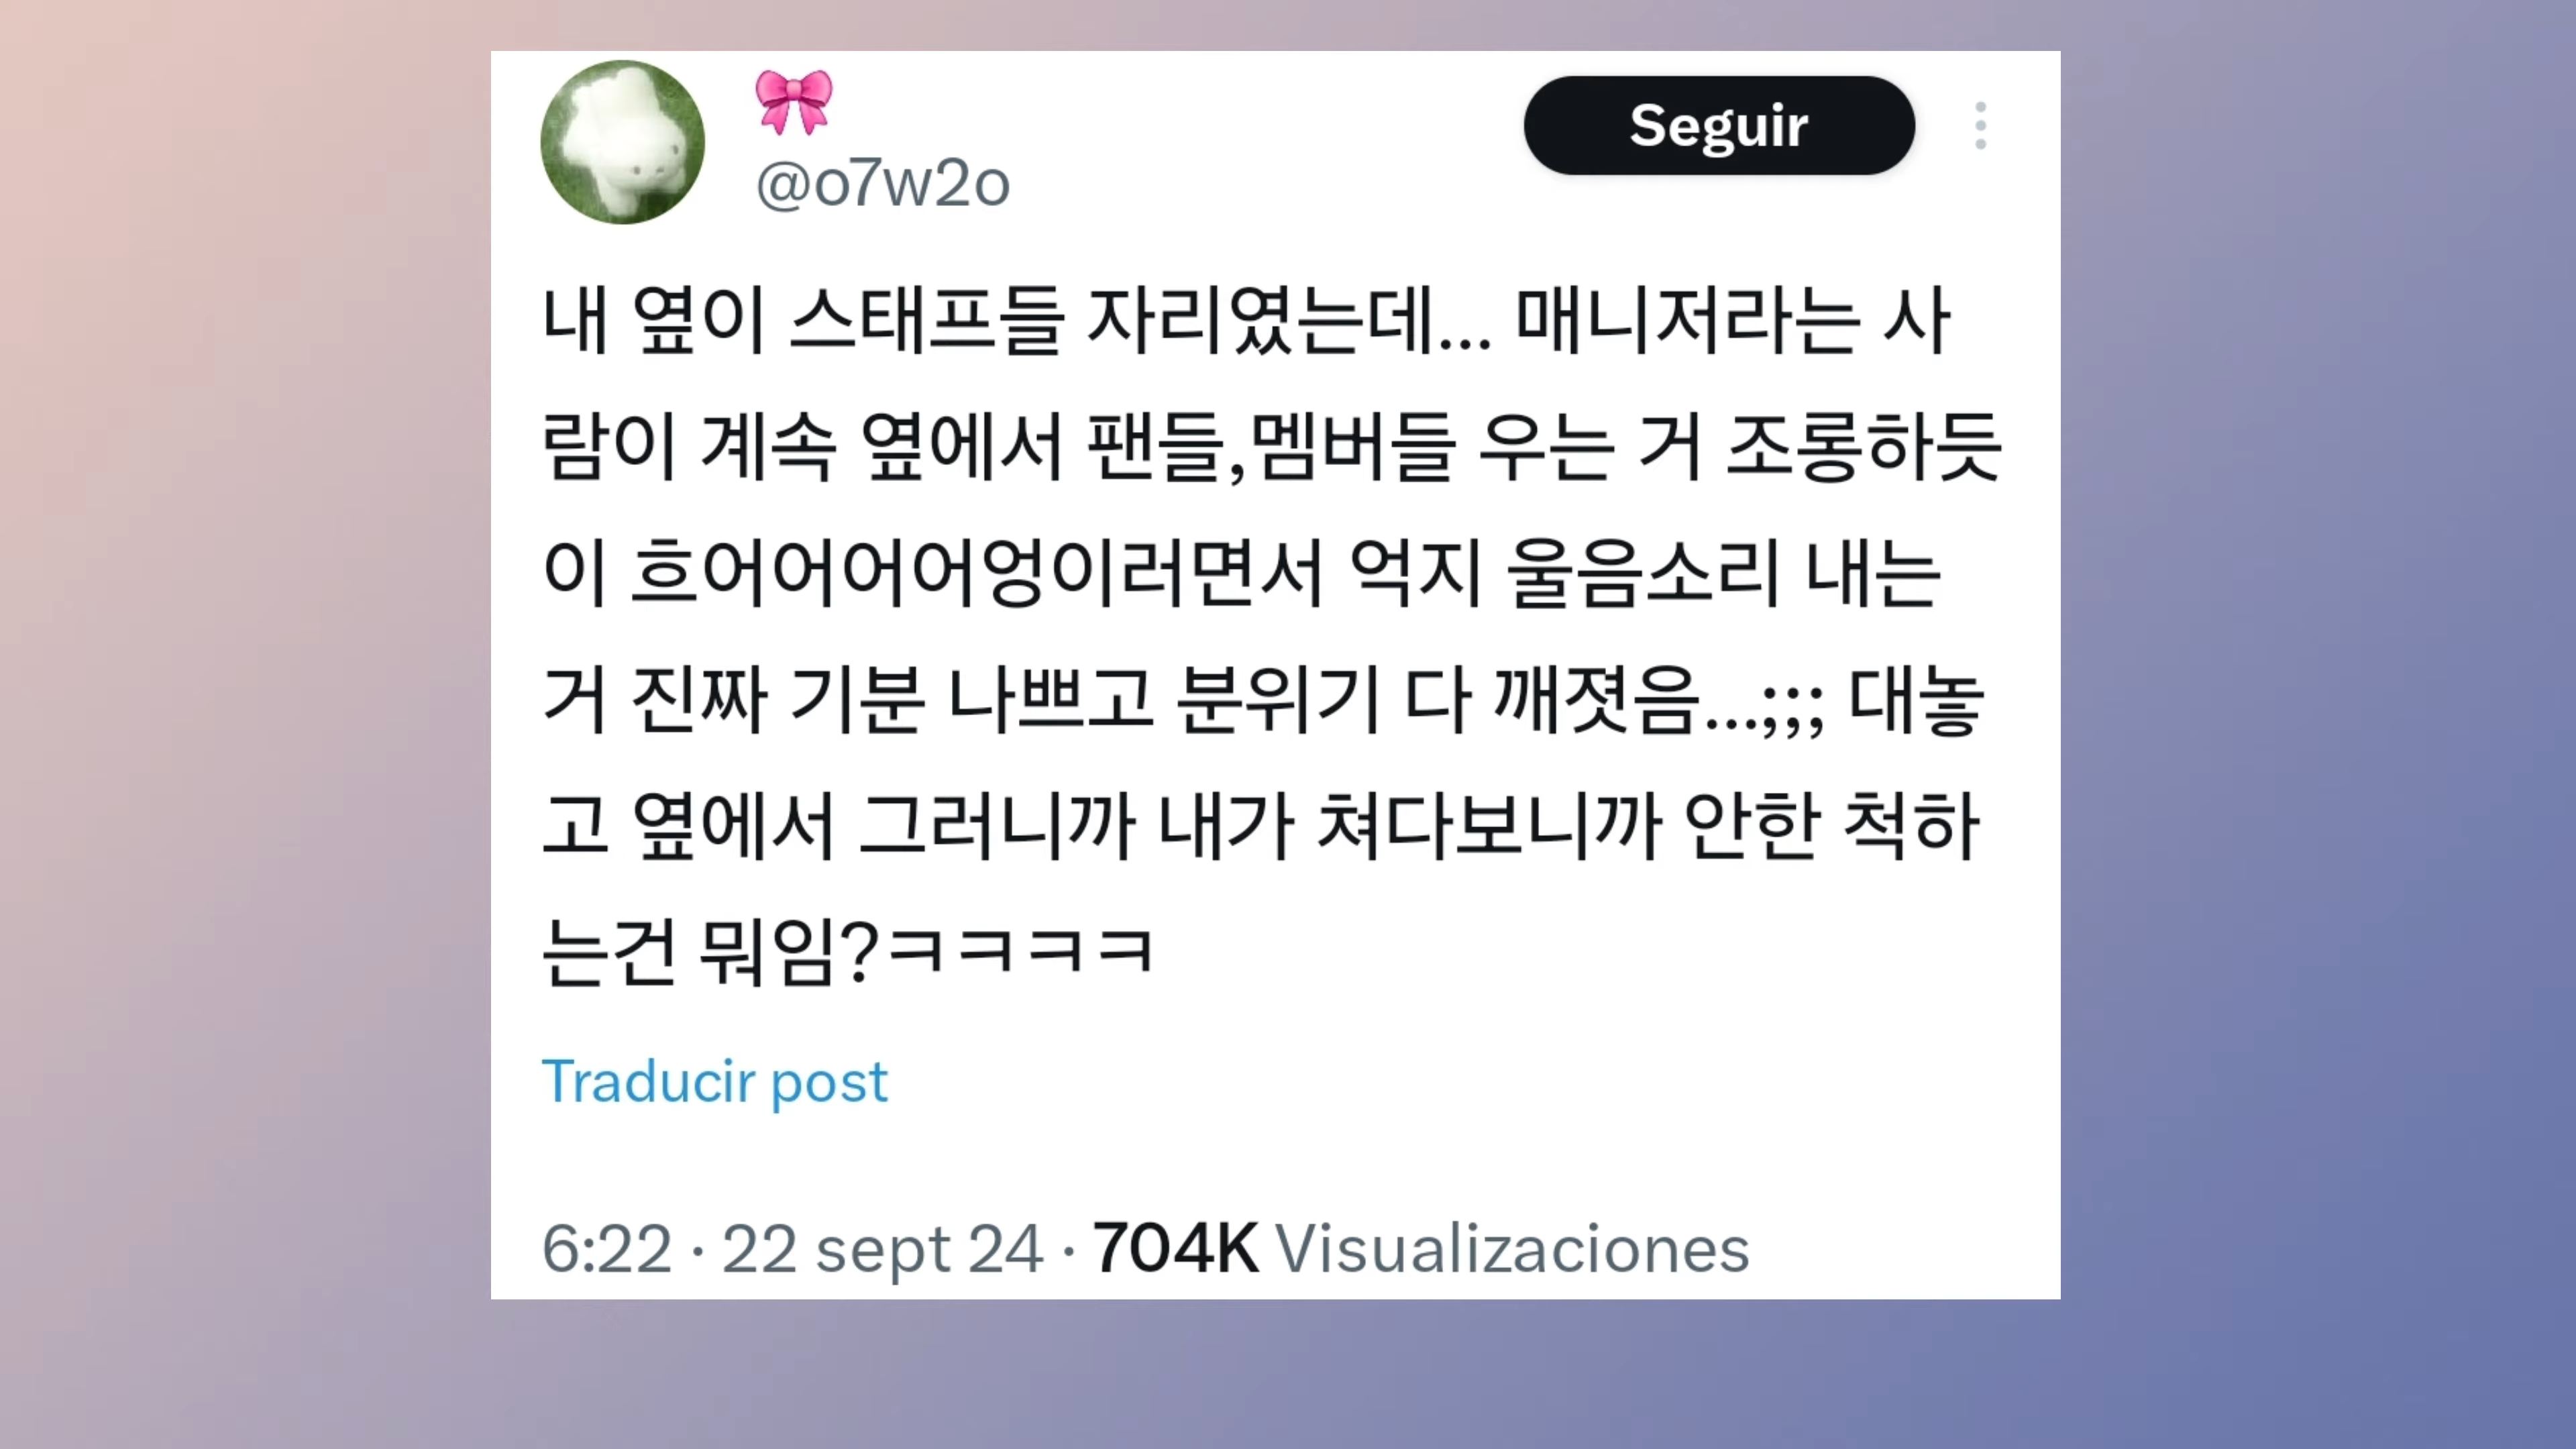 🎀
Seguir
@o7w2o
내 옆이 스태프들 자리였는데... 매니저라는 사
람이 계속 옆에서 팬들,멤버들 우는 거 조롱하듯
이 흐어어어어엉이러면서 억지 울음소리 내는
거 진짜 기분 나쁘고 분위기 다 깨졋음...;;; 대놓
고 옆에서 그러니까 내가 쳐다보니까 안한 척하
는건 뭐임?ㅋㅋㅋㅋ
Traducir post
6:22 · 22 sept 24 · 704K Visualizaciones